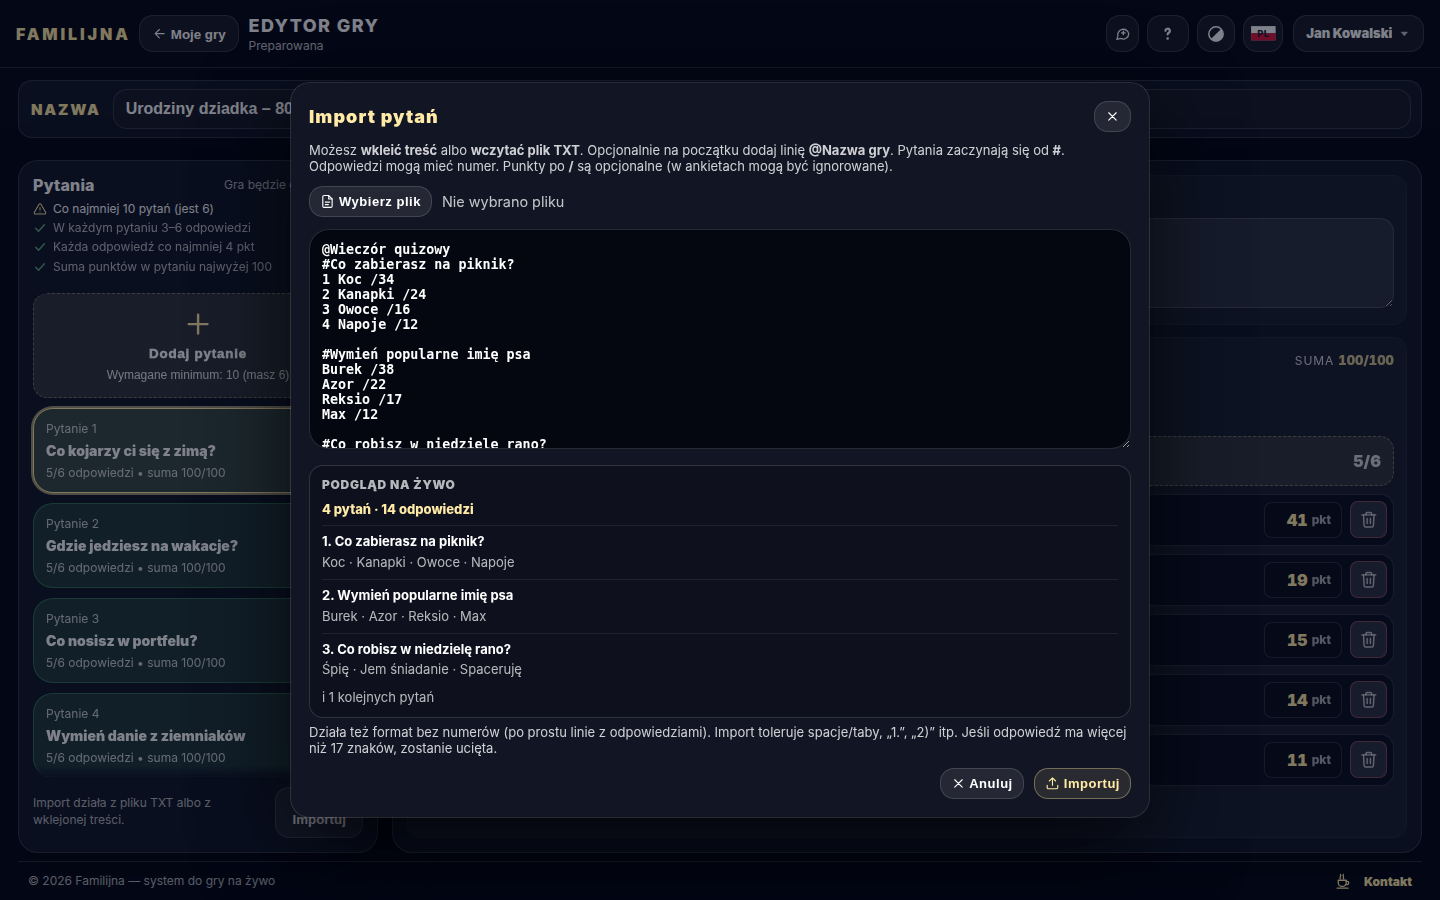 FAMILIJNA
Moje gry
EDYTOR GRY
Preparowana
?
PL
Jan Kowalski
NAZWA
Urodziny dziadka – 80
Pytania
Gra będzie
Co najmniej 10 pytań (jest 6)
W każdym pytaniu 3–6 odpowiedzi
Każda odpowiedź co najmniej 4 pkt
Suma punktów w pytaniu najwyżej 100
Dodaj pytanie
Wymagane minimum: 10 (masz 6)
Pytanie 1
Co kojarzy ci się z zimą?
5/6 odpowiedzi • suma 100/100
Pytanie 2
Gdzie jedziesz na wakacje?
5/6 odpowiedzi • suma 100/100
Pytanie 3
Co nosisz w portfelu?
5/6 odpowiedzi • suma 100/100
Pytanie 4
Wymień danie z ziemniaków
5/6 odpowiedzi • suma 100/100
Import działa z pliku TXT albo z
wklejonej treści.
Importuj
Import pytań
Możesz wkleić treść albo wczytać plik TXT. Opcjonalnie na początku dodaj linię @Nazwa gry. Pytania zaczynają się od #.
Odpowiedzi mogą mieć numer. Punkty po / są opcjonalne (w ankietach mogą być ignorowane).
Wybierz plik
Nie wybrano pliku
@Wieczór quizowy
#Co zabierasz na piknik?
1 Koc /34
2 Kanapki /24
3 Owoce /16
4 Napoje /12
#Wymień popularne imię psa
Burek /38
Azor /22
Reksio /17
Max /12
#Co robisz w niedzielę rano?
PODGLĄD NA ŻYWO
4 pytań · 14 odpowiedzi
1. Co zabierasz na piknik?
Koc · Kanapki · Owoce · Napoje
2. Wymień popularne imię psa
Burek · Azor · Reksio · Max
3. Co robisz w niedzielę rano?
Śpię · Jem śniadanie · Spaceruję
i 1 kolejnych pytań
Działa też format bez numerów (po prostu linie z odpowiedziami). Import toleruje spacje/taby, „1.”, „2)” itp. Jeśli odpowiedź ma więcej
niż 17 znaków, zostanie ucięta.
Anuluj
Importuj
SUMA 100/100
5/6
41 pkt
19 pkt
15 pkt
14 pkt
11 pkt
© 2026 Familijna — system do gry na żywo
Kontakt